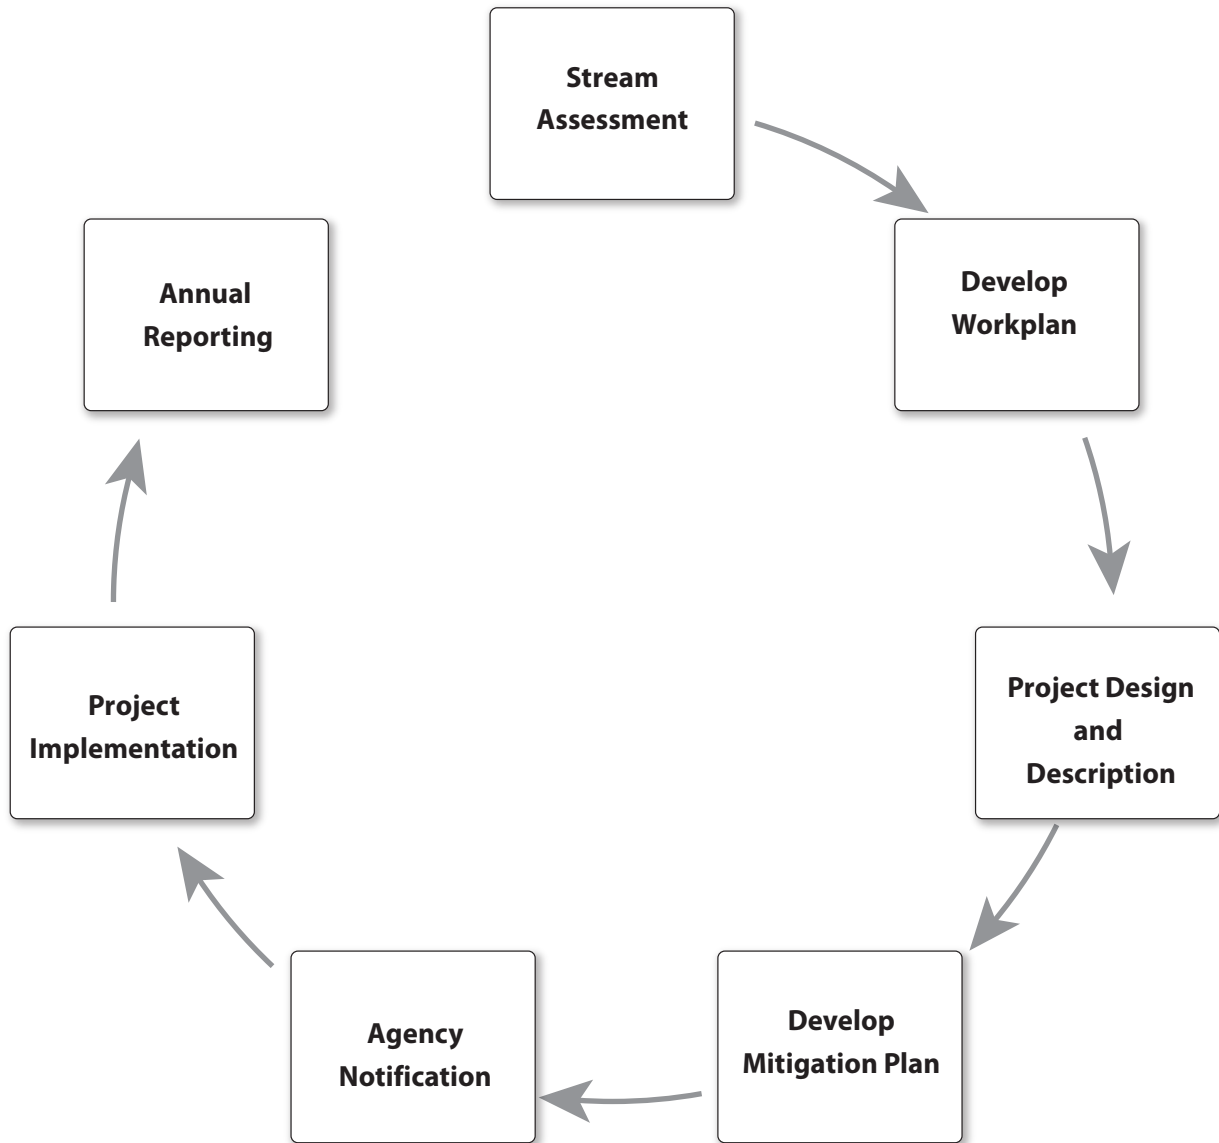 Stream
Assessment
Develop
Workplan
Project Design
and
Description
Develop
Mitigation Plan
Agency
Notification
Project
Implementation
Annual
Reporting